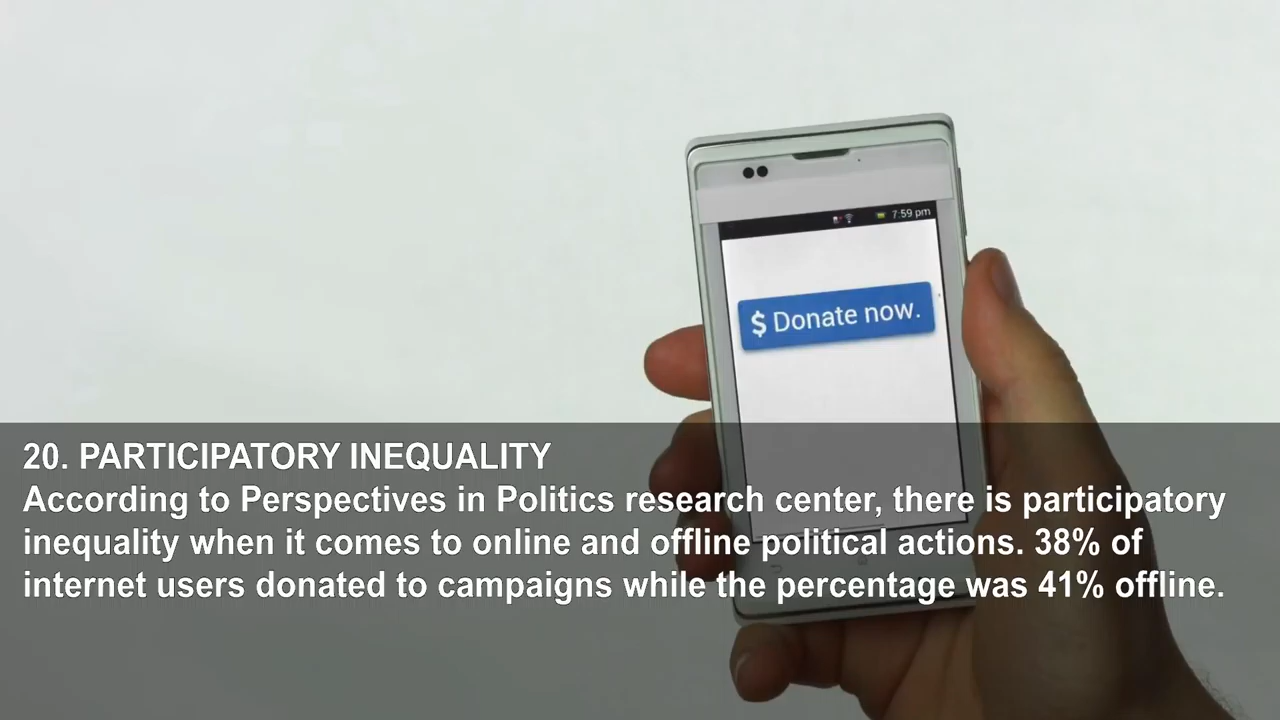 7:59 pm
$ Donate now.
20. PARTICIPATORY INEQUALITY
According to Perspectives in Politics research center, there is participatory
inequality when it comes to online and offline political actions. 38% of
internet users donated to campaigns while the percentage was 41% offline.